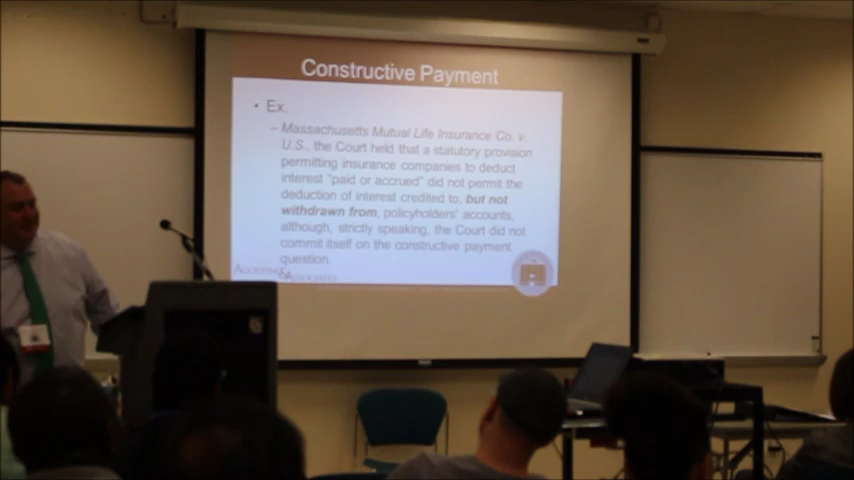 Constructive Payment
• Ex.
– Massachusetts Mutual Life Insurance Co. v.
U.S., the Court held that a statutory provision
permitting insurance companies to deduct
interest "paid or accrued" did not permit the
deduction of interest credited to, but not
withdrawn from, policyholders' accounts,
although, strictly speaking, the Court did not
commit itself on the constructive payment
question.
& Associates